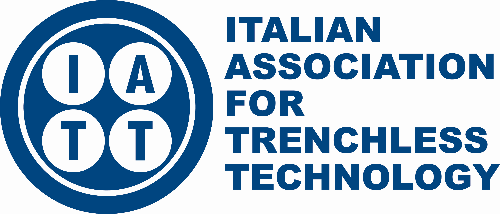 I A
T T
ITALIAN
ASSOCIATION
FOR
TRENCHLESS
TECHNOLOGY